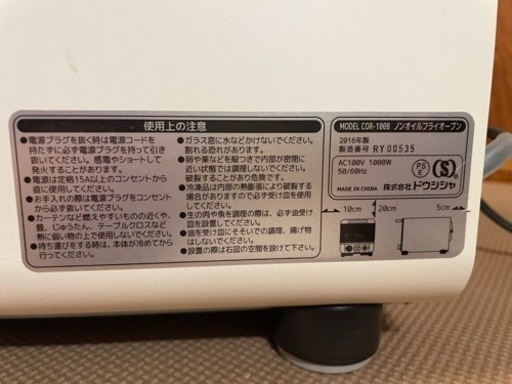 使用上の注意
●電源プラグを抜く時は電源コードを
持たずに必ず電源プラグを持って引き
抜いてください。感電やショートして
発火することがあります。
●電源は定格15A以上のコンセントから
直に使用してください。
●お手入れの際は電源プラグをコンセント
から必ず抜いてください。
●カーテンなど燃えやすいものの近くや、
畳、じゅうたん、テーブルクロスなど
熱に弱い物の上で使用しないでください。
●持ち運びをする時は、本体が冷めてから
行ってください。
●ガラス窓に水などかけないでください。
割れる恐れがあります。
●卵や栗などを殻つきで内部が密閉に
近い状態では調理しないでください。
破裂することがあり危険です。
●冷凍品は内部の熱膨張により破裂する
場合がありますので必ず受け皿を使
用してください。
●生の肉や魚の調理の際は、必ず油受け
皿を設置してください。
●油を受け皿にそそいでの調理、揚げ物
はしないでください。
●設置の際は右図の空間を設けて下さい。
MODEL COR-100B ノンオイルフライオーブン
2016年製
製造番号 RY 00535
AC100V 1000W
50/60Hz
PS
E
S
MADE IN CHINA
株式会社 ドウシシャ
10cm
20cm
5cm